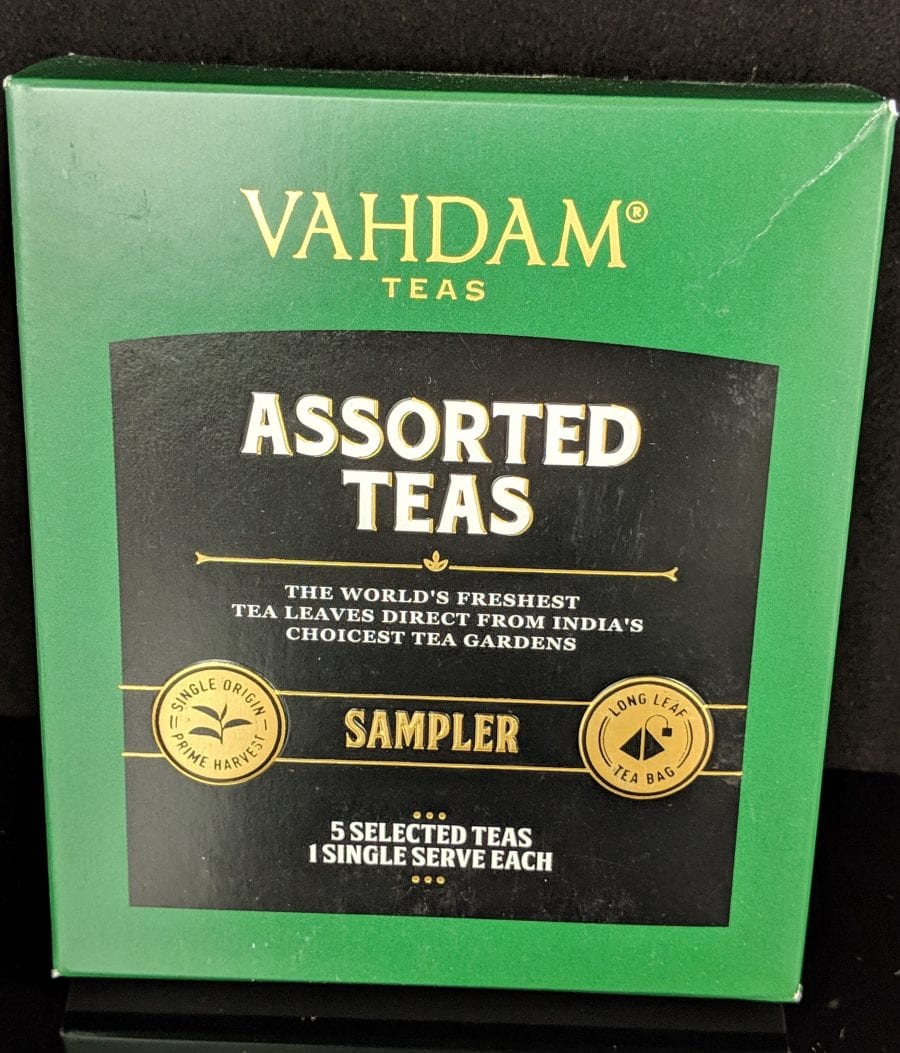 VAHDAM®
TEAS
ASSORTED
TEAS
THE WORLD'S FRESHEST
TEA LEAVES DIRECT FROM INDIA'S
CHOICEST TEA GARDENS
SINGLE ORIGIN
PRIME HARVEST
SAMPLER
LONG LEAF
TEA BAG
5 SELECTED TEAS
1 SINGLE SERVE EACH